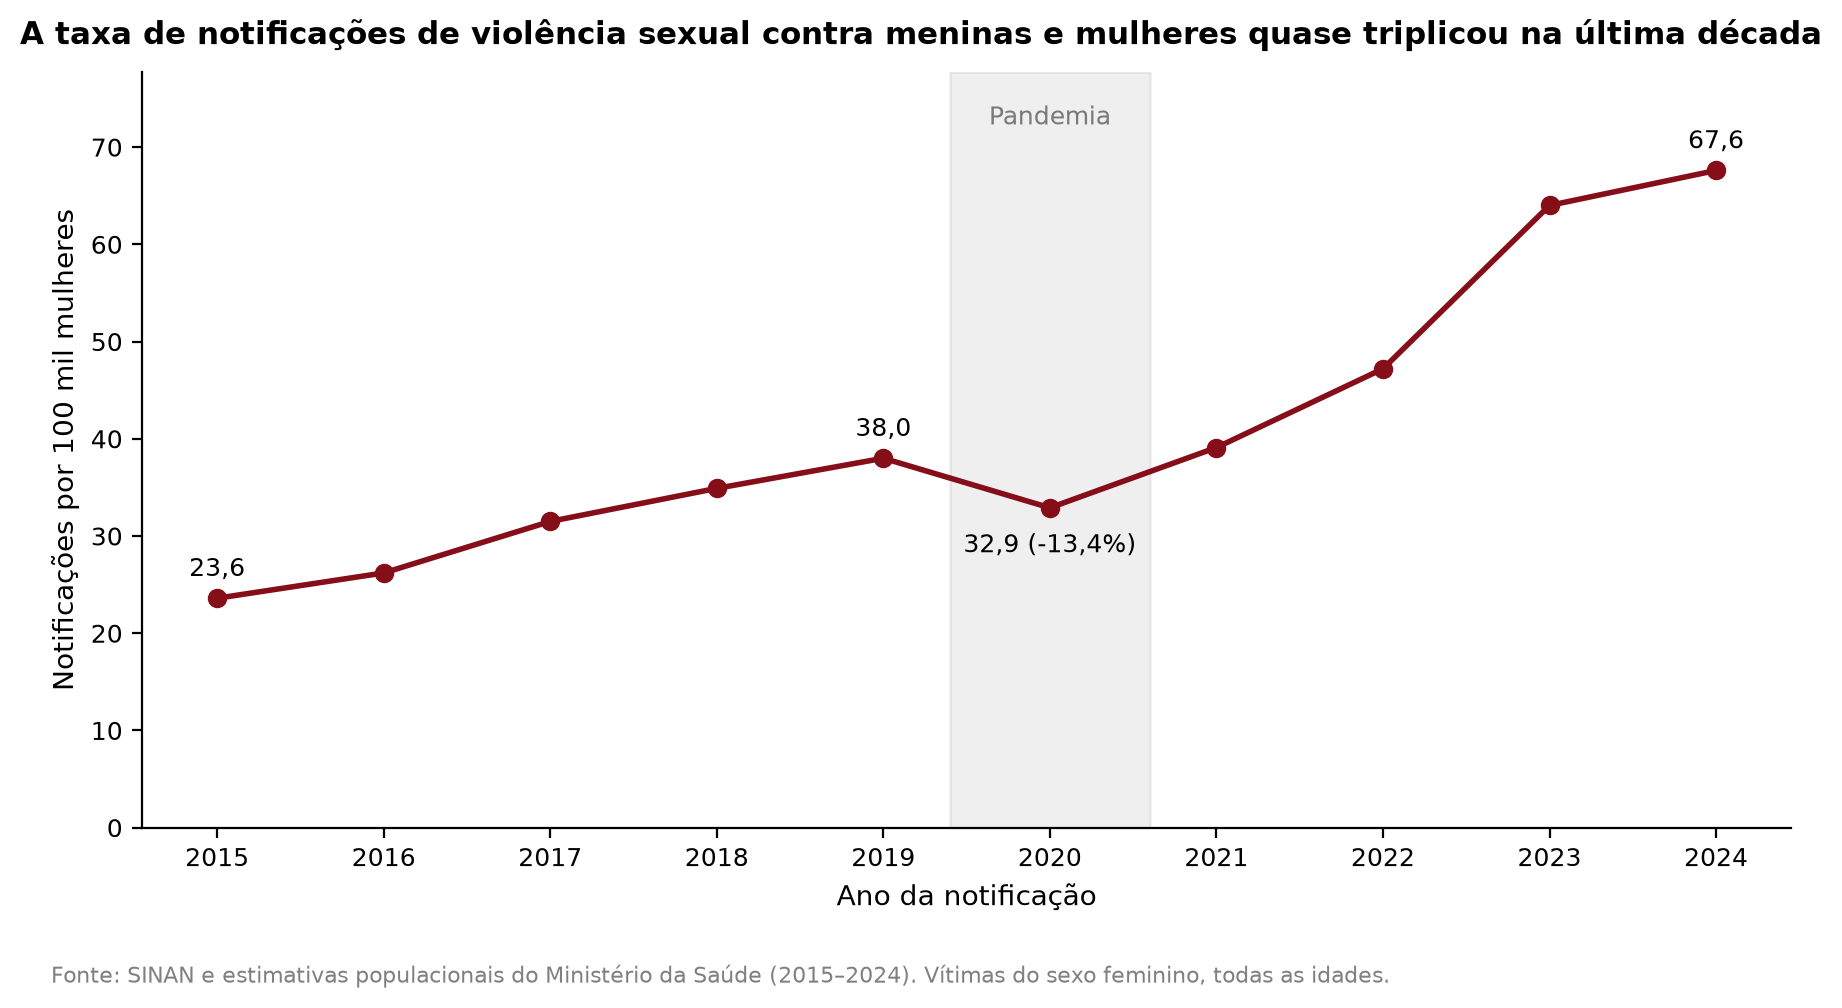 A taxa de notificações de violência sexual contra meninas e mulheres quase triplicou na última década
Pandemia
Notificações por 100 mil mulheres
70
60
50
40
30
20
10
0
23,6
38,0
32,9 (-13,4%)
67,6
2015 2016 2017 2018 2019 2020 2021 2022 2023 2024
Ano da notificação
Fonte: SINAN e estimativas populacionais do Ministério da Saúde (2015–2024). Vítimas do sexo feminino, todas as idades.